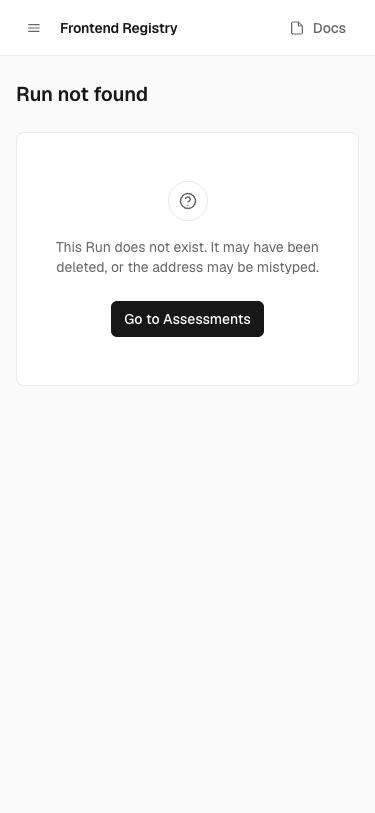 Frontend Registry
Docs
Run not found
This Run does not exist. It may have been
deleted, or the address may be mistyped.
Go to Assessments